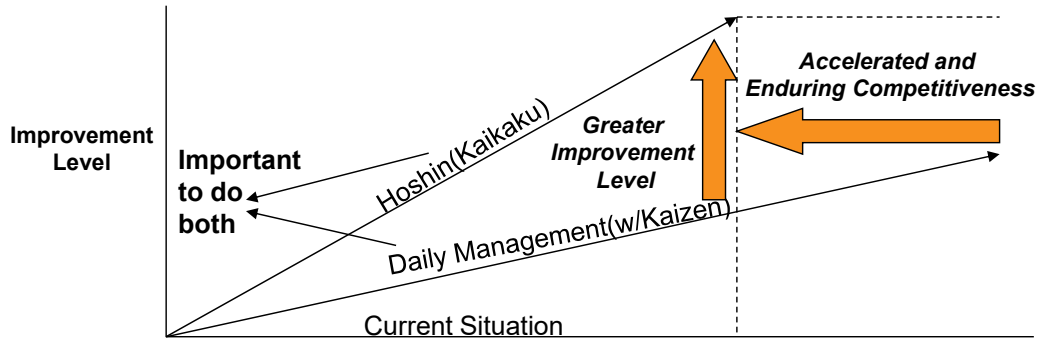 Improvement
Level
Important
to do
both
Hoshin(Kaikaku)
Daily Management(w/Kaizen)
Current Situation
Greater
Improvement
Level
Accelerated and
Enduring Competitiveness